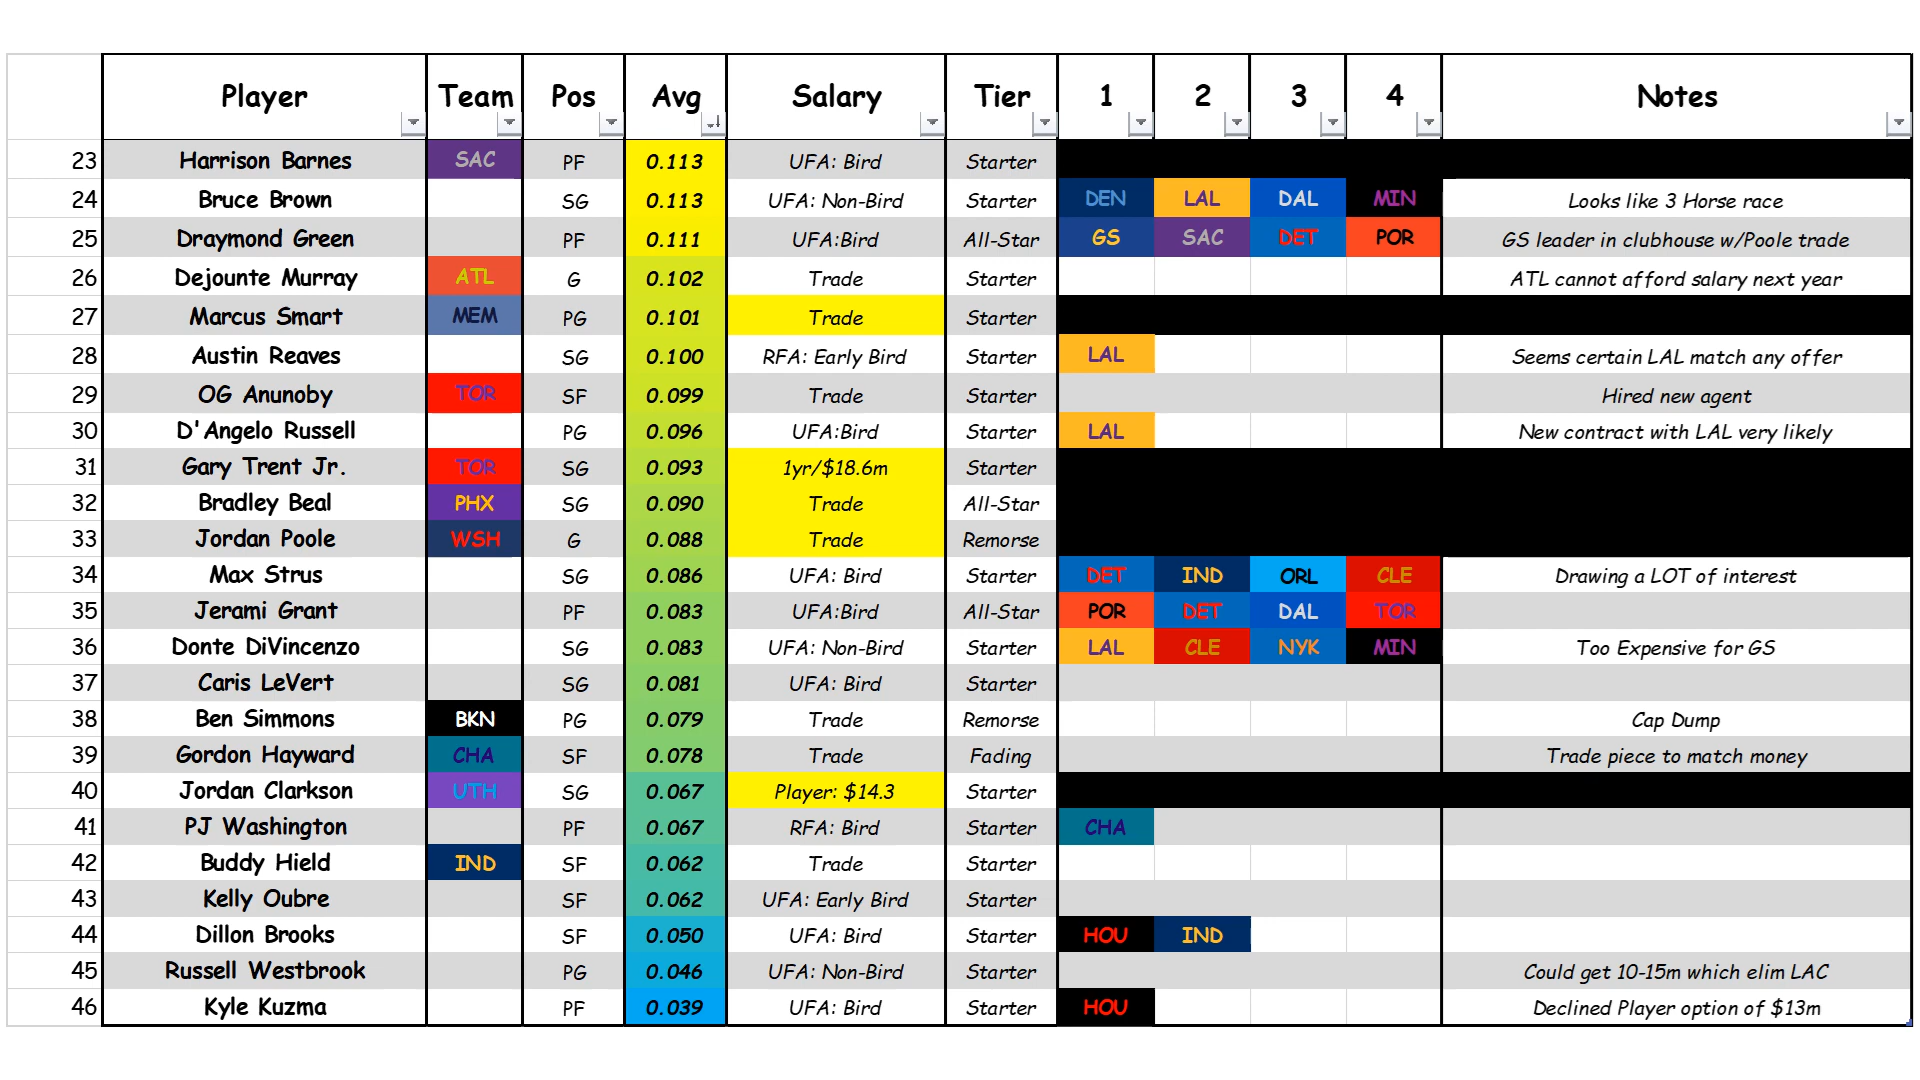 Player Team Pos Avg Salary Tier 1 2 3 4 Notes
23 Harrison Barnes SAC PF 0.113 UFA: Bird Starter
24 Bruce Brown SG 0.113 UFA: Non-Bird Starter DEN LAL DAL MIN Looks like 3 Horse race
25 Draymond Green PF 0.111 UFA:Bird All-Star GS SAC DET POR GS leader in clubhouse w/Poole trade
26 Dejounte Murray ATL G 0.102 Trade Starter ATL cannot afford salary next year
27 Marcus Smart MEM PG 0.101 Trade Starter
28 Austin Reaves SG 0.100 RFA: Early Bird Starter LAL Seems certain LAL match any offer
29 OG Anunoby TOR SF 0.099 Trade Starter Hired new agent
30 D'Angelo Russell PG 0.096 UFA:Bird Starter LAL New contract with LAL very likely
31 Gary Trent Jr. TOR SG 0.093 1yr/$18.6m Starter
32 Bradley Beal PHX SG 0.090 Trade All-Star
33 Jordan Poole WSH G 0.088 Trade Remorse
34 Max Strus SG 0.086 UFA: Bird Starter DET IND ORL CLE Drawing a LOT of interest
35 Jerami Grant PF 0.083 UFA:Bird All-Star POR DET DAL TOR
36 Donte DiVincenzo SG 0.083 UFA: Non-Bird Starter LAL CLE NYK MIN Too Expensive for GS
37 Caris LeVert SG 0.081 UFA: Bird Starter
38 Ben Simmons BKN PG 0.079 Trade Remorse Cap Dump
39 Gordon Hayward CHA SF 0.078 Trade Fading Trade piece to match money
40 Jordan Clarkson UTH SG 0.067 Player: $14.3 Starter
41 PJ Washington PF 0.067 RFA: Bird Starter CHA
42 Buddy Hield IND SF 0.062 Trade Starter
43 Kelly Oubre SF 0.062 UFA: Early Bird Starter
44 Dillon Brooks SF 0.050 UFA: Bird Starter HOU IND
45 Russell Westbrook PG 0.046 UFA: Non-Bird Starter Could get 10-15m which elim LAC
46 Kyle Kuzma PF 0.039 UFA: Bird Starter HOU Declined Player option of $13m